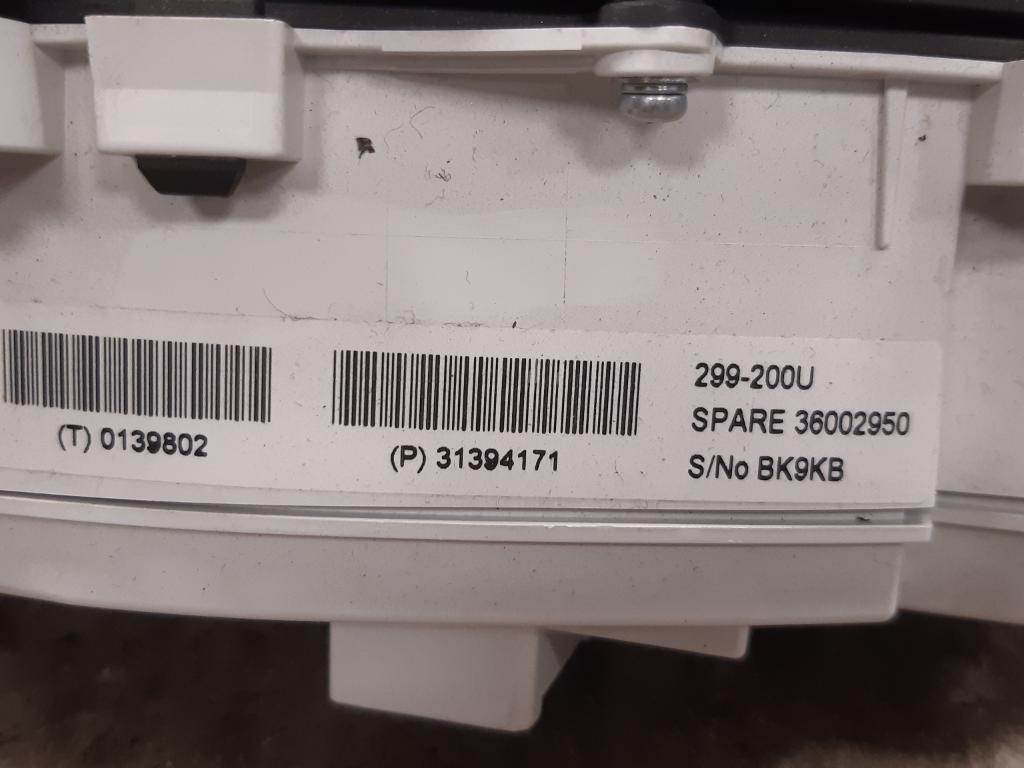 (T) 0139802
(P) 31394171
299-200U
SPARE 36002950
S/No BK9KB